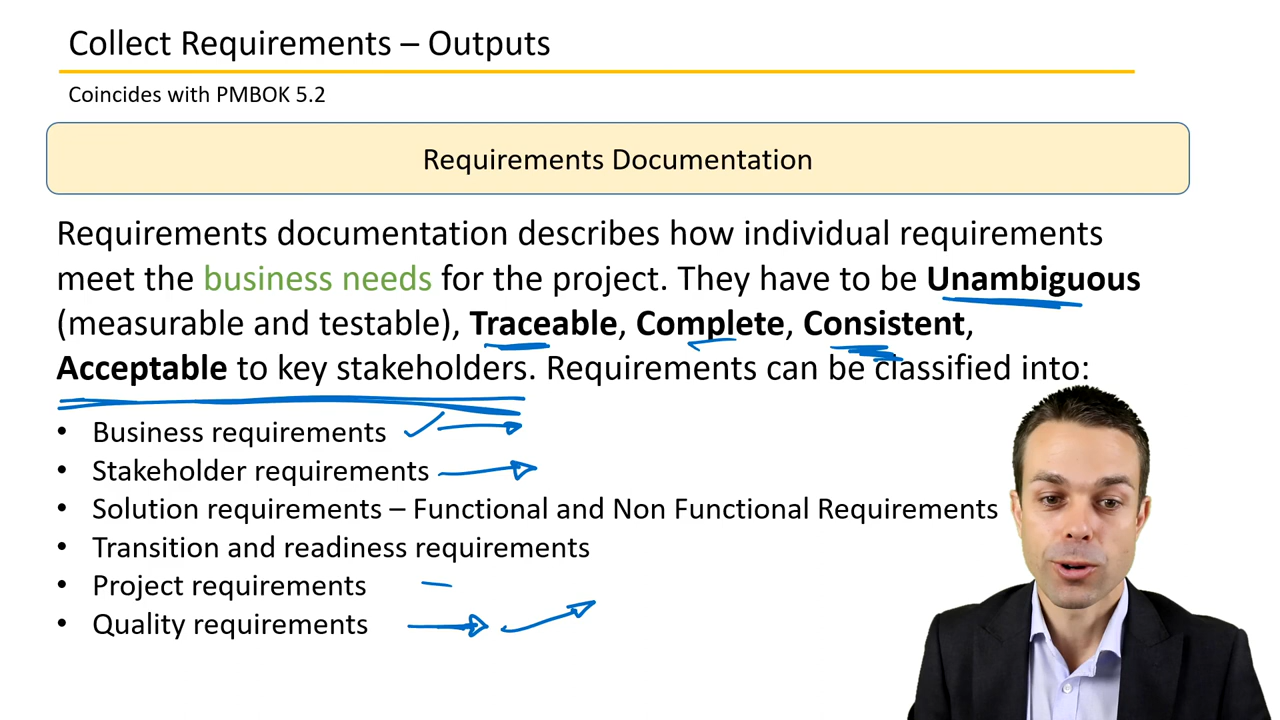 Collect Requirements – Outputs
Coincides with PMBOK 5.2
Requirements Documentation
Requirements documentation describes how individual requirements
meet the business needs for the project. They have to be Unambiguous
(measurable and testable), Traceable, Complete, Consistent,
Acceptable to key stakeholders. Requirements can be classified into:
• Business requirements
• Stakeholder requirements
• Solution requirements – Functional and Non Functional Requirements
• Transition and readiness requirements
• Project requirements
• Quality requirements